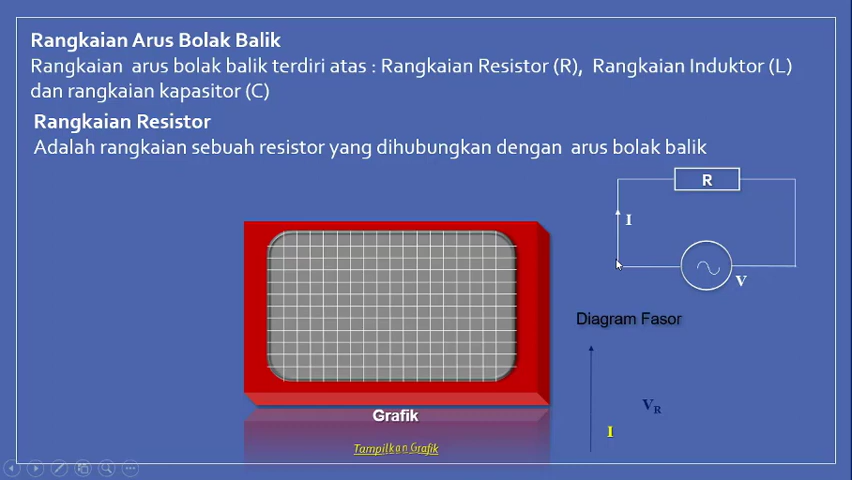 Rangkaian Arus Bolak Balik
Rangkaian arus bolak balik terdiri atas : Rangkaian Resistor (R), Rangkaian Induktor (L)
dan rangkaian kapasitor (C)
Rangkaian Resistor
Adalah rangkaian sebuah resistor yang dihubungkan dengan arus bolak balik
R
I
V
Diagram Fasor
V_R
I
Grafik
Tampilkan Grafik